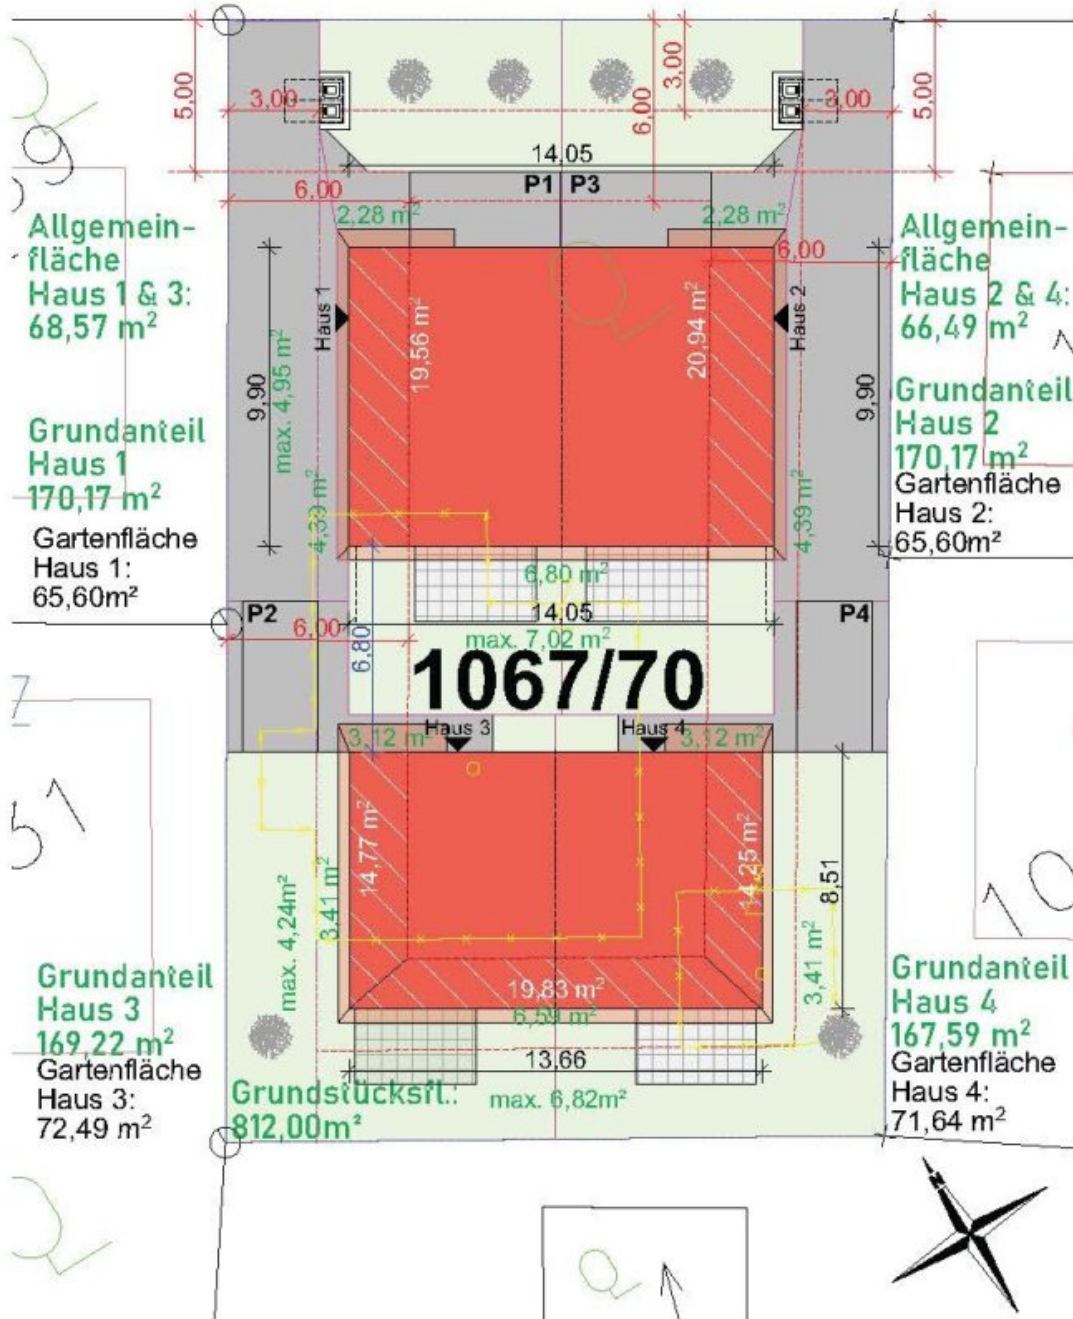 5,00
3,00
3,00
6,00
3,00
5,00
14,05
P1
P3
6,00
2,28 m²
2,28 m²
6,00
Allgemein-
fläche
Haus 1 & 3:
68,57 m²
Allgemein-
fläche
Haus 2 & 4:
66,49 m²
Haus 1
Haus 2
19,56 m²
20,94 m²
9,90
max. 4,95 m²
9,90
Grundanteil
Haus 1
170,17 m²
Gartenfläche
Haus 1:
65,60m²
Grundanteil
Haus 2
170,17 m²
Gartenfläche
Haus 2:
65,60m²
4,39 m²
4,39 m²
6,80 m²
14,05
P2
P4
6,00
6,80
max. 7,02 m²
1067/70
Haus 3
Haus 4
3,12 m²
3,12 m²
51
10
14,77 m²
14,25 m²
8,51
3,41 m²
max. 4,24m²
3,41 m²
19,83 m²
6,59 m²
13,66
max. 6,82m²
Grundanteil
Haus 3
169,22 m²
Gartenfläche
Haus 3:
72,49 m²
Grundanteil
Haus 4
167,59 m²
Gartenfläche
Haus 4:
71,64 m²
Grundstücksfl.:
812,00m²
N